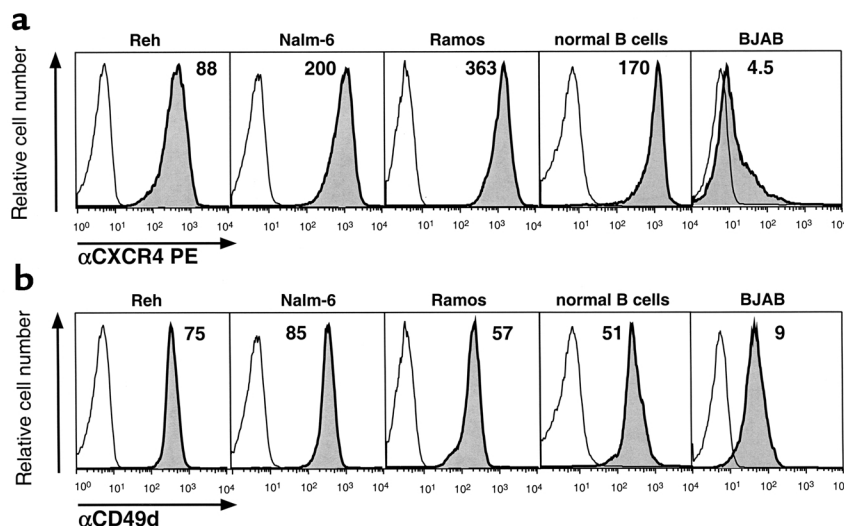 a
Reh Nalm-6 Ramos normal B cells BJAB
Relative cell number
88 200 363 170 4.5
10⁰ 10¹ 10² 10³ 10⁴ 10¹ 10² 10³ 10⁴ 10¹ 10² 10³ 10⁴ 10¹ 10² 10³ 10⁴ 10¹ 10² 10³ 10⁴
αCXCR4 PE
b
Reh Nalm-6 Ramos normal B cells BJAB
Relative cell number
75 85 57 51 9
10⁰ 10¹ 10² 10³ 10⁴ 10¹ 10² 10³ 10⁴ 10¹ 10² 10³ 10⁴ 10¹ 10² 10³ 10⁴ 10¹ 10² 10³ 10⁴
αCD49d